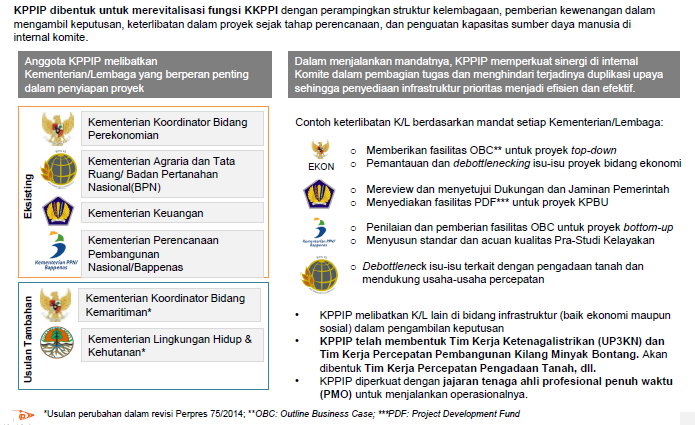 KPPIP dibentuk untuk merevitalisasi fungsi KKPPI dengan perampingkan struktur kelembagaan, pemberian kewenangan dalam
mengambil keputusan, keterlibatan dalam proyek sejak tahap perencanaan, dan penguatan kapasitas sumber daya manusia di
internal komite.
Anggota KPPIP melibatkan
Kementerian/Lembaga yang berperan penting
dalam penyiapan proyek
Eksisting
Kementerian Koordinator Bidang
Perekonomian
Kementerian Agraria dan Tata
Ruang/ Badan Pertanahan
Nasional(BPN)
Kementerian Keuangan
Kementerian PPN/
Bappenas
Kementerian Perencanaan
Pembangunan
Nasional/Bappenas
Usulan Tambahan
Kementerian Koordinator Bidang
Kemaritiman*
Kementerian Lingkungan Hidup &
Kehutanan*
Dalam menjalankan mandatnya, KPPIP memperkuat sinergi di internal
Komite dalam pembagian tugas dan menghindari terjadinya duplikasi upaya
sehingga penyediaan infrastruktur prioritas menjadi efisien dan efektif.
Contoh keterlibatan K/L berdasarkan mandat setiap Kementerian/Lembaga:
EKON
o Memberikan fasilitas OBC** untuk proyek top-down
o Pemantauan dan debottlenecking isu-isu proyek bidang ekonomi
o Mereview dan menyetujui Dukungan dan Jaminan Pemerintah
o Menyediakan fasilitas PDF*** untuk proyek KPBU
Kementerian PPN/
Bappenas
o Penilaian dan pemberian fasilitas OBC untuk proyek bottom-up
o Menyusun standar dan acuan kualitas Pra-Studi Kelayakan
o Debottleneck isu-isu terkait dengan pengadaan tanah dan
mendukung usaha-usaha percepatan
• KPPIP melibatkan K/L lain di bidang infrastruktur (baik ekonomi maupun
sosial) dalam pengambilan keputusan
• KPPIP telah membentuk Tim Kerja Ketenagalistrikan (UP3KN) dan
Tim Kerja Percepatan Pembangunan Kilang Minyak Bontang. Akan
dibentuk Tim Kerja Percepatan Pengadaan Tanah, dll.
• KPPIP diperkuat dengan jajaran tenaga ahli profesional penuh waktu
(PMO) untuk menjalankan operasionalnya.
*Usulan perubahan dalam revisi Perpres 75/2014; **OBC: Outline Business Case; ***PDF: Project Development Fund